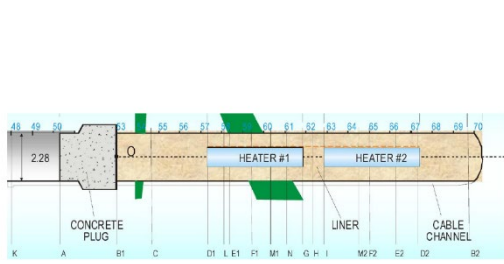 48 49 50 53 55 56 57 58 59 60 61 62 63 64 65 66 67 68 69 70
2.28 O HEATER #1 HEATER #2
CONCRETE PLUG LINER CABLE CHANNEL
K A B1 C D1 L E1 F1 M1 N G H I M2 F2 E2 D2 B2